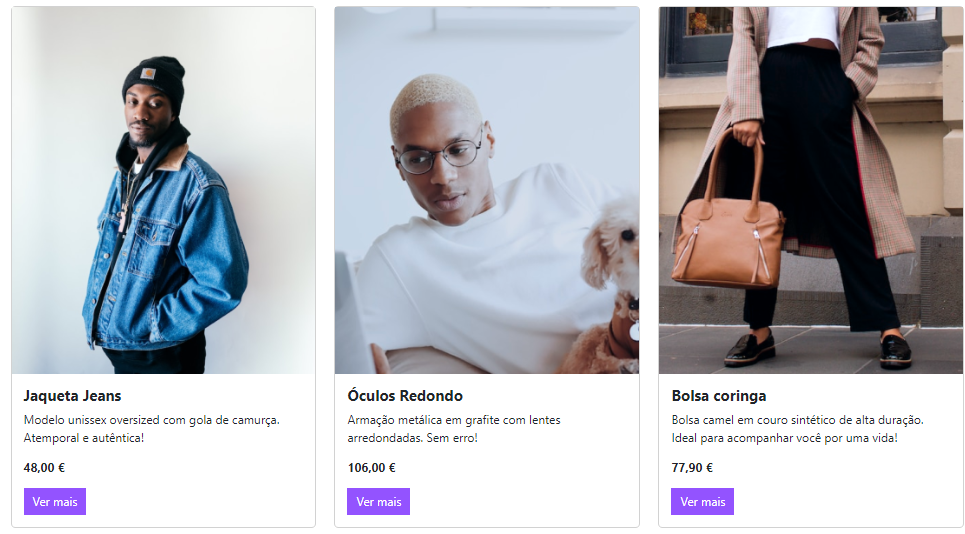 Jaqueta Jeans
Modelo unissex oversized com gola de camurça.
Atemporal e autêntica!
48,00 €
Ver mais
Óculos Redondo
Armação metálica em grafite com lentes
arredondadas. Sem erro!
106,00 €
Ver mais
Bolsa coringa
Bolsa camel em couro sintético de alta duração.
Ideal para acompanhar você por uma vida!
77,90 €
Ver mais